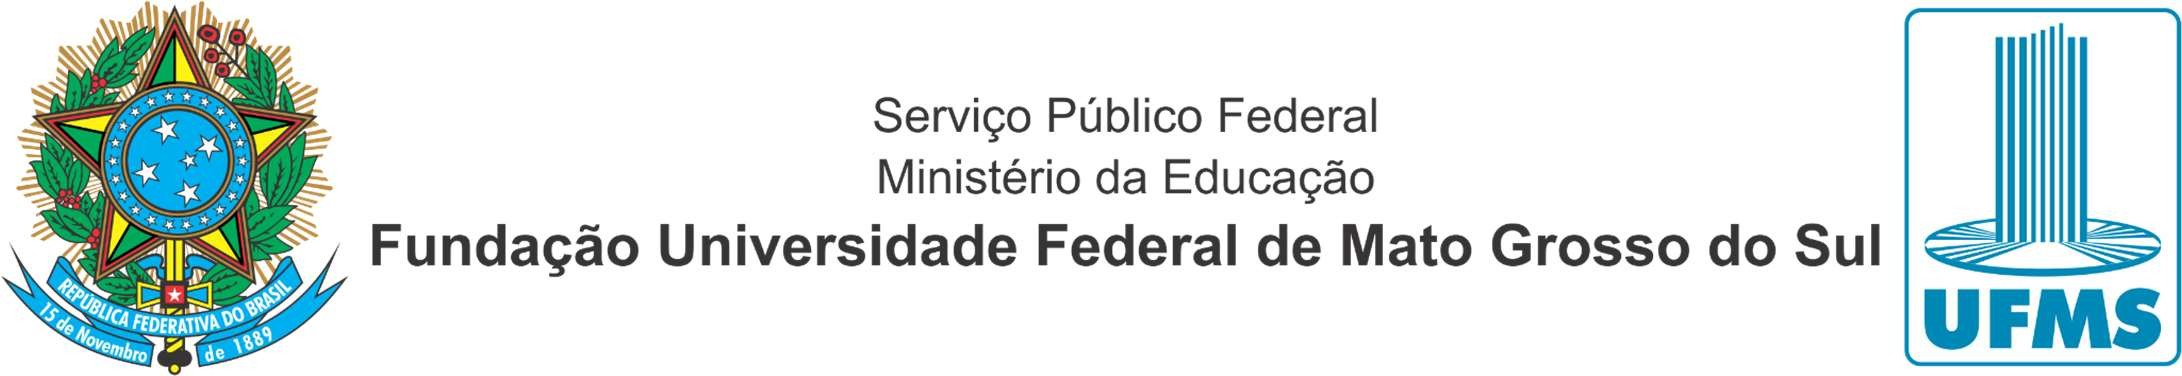 Serviço Público Federal
Ministério da Educação
Fundação Universidade Federal de Mato Grosso do Sul
REPÚBLICA FEDERATIVA DO BRASIL
15 de Novembro de 1889
UFMS